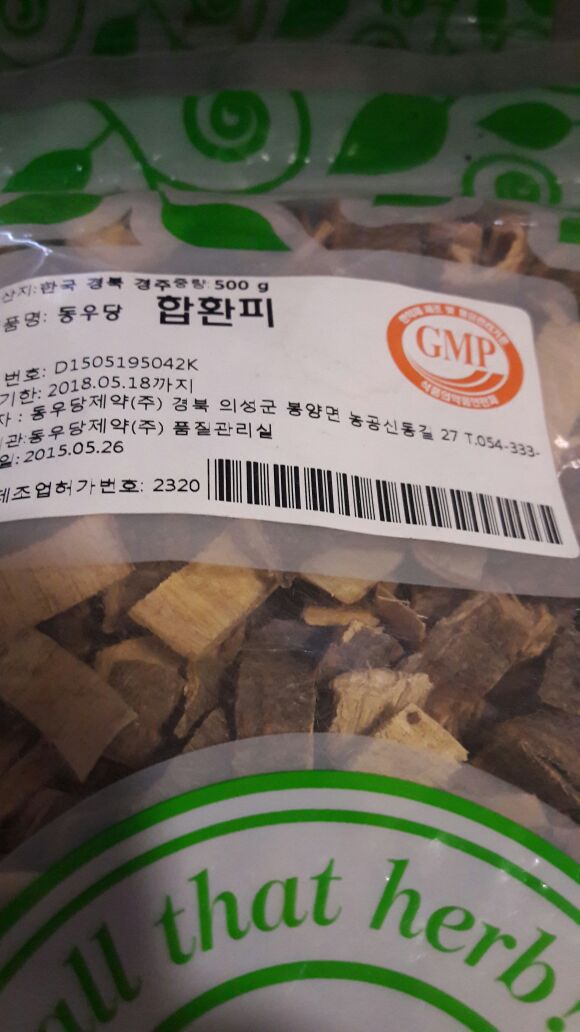 산지: 한국 경북 경주 중량 500 g
품명: 동우당 합환피
번호: D1505195042K
기한: 2018.05.18까지
자 : 동우당제약(주) 경북 의성군 봉양면 농공신통길 27 T.054-333-
관:동우당제약(주) 품질관리실
일: 2015.05.26
제조업허가번호: 2320
GMP
식품의약품안전처
all that herb!